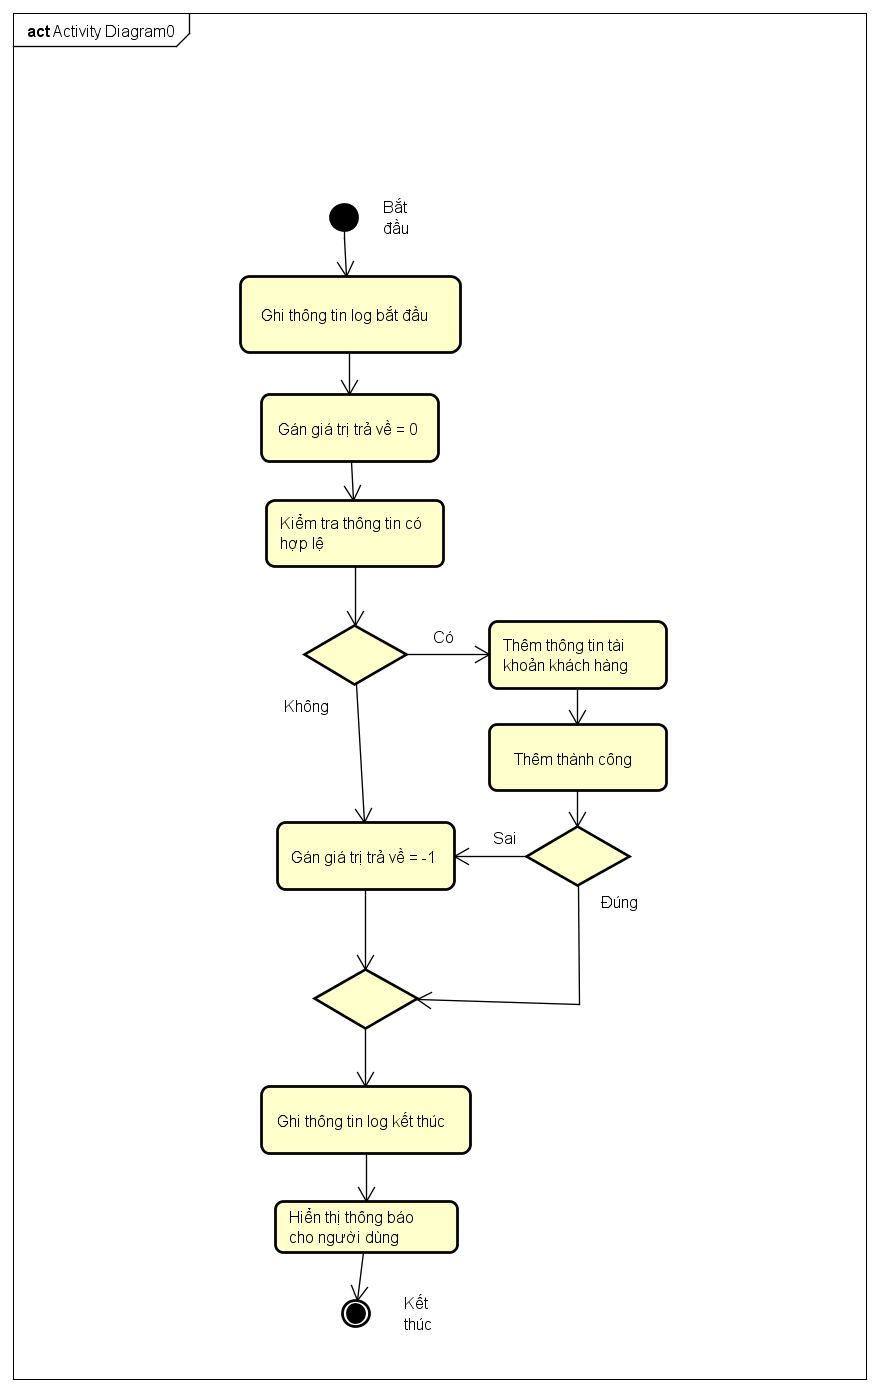 act Activity Diagram0
Bắt
đầu
Ghi thông tin log bắt đầu
Gán giá trị trả về = 0
Kiểm tra thông tin có
hợp lệ
Có
Thêm thông tin tài
khoản khách hàng
Không
Thêm thành công
Sai
Gán giá trị trả về = -1
Đúng
Ghi thông tin log kết thúc
Hiển thị thông báo
cho người dùng
Kết
thúc